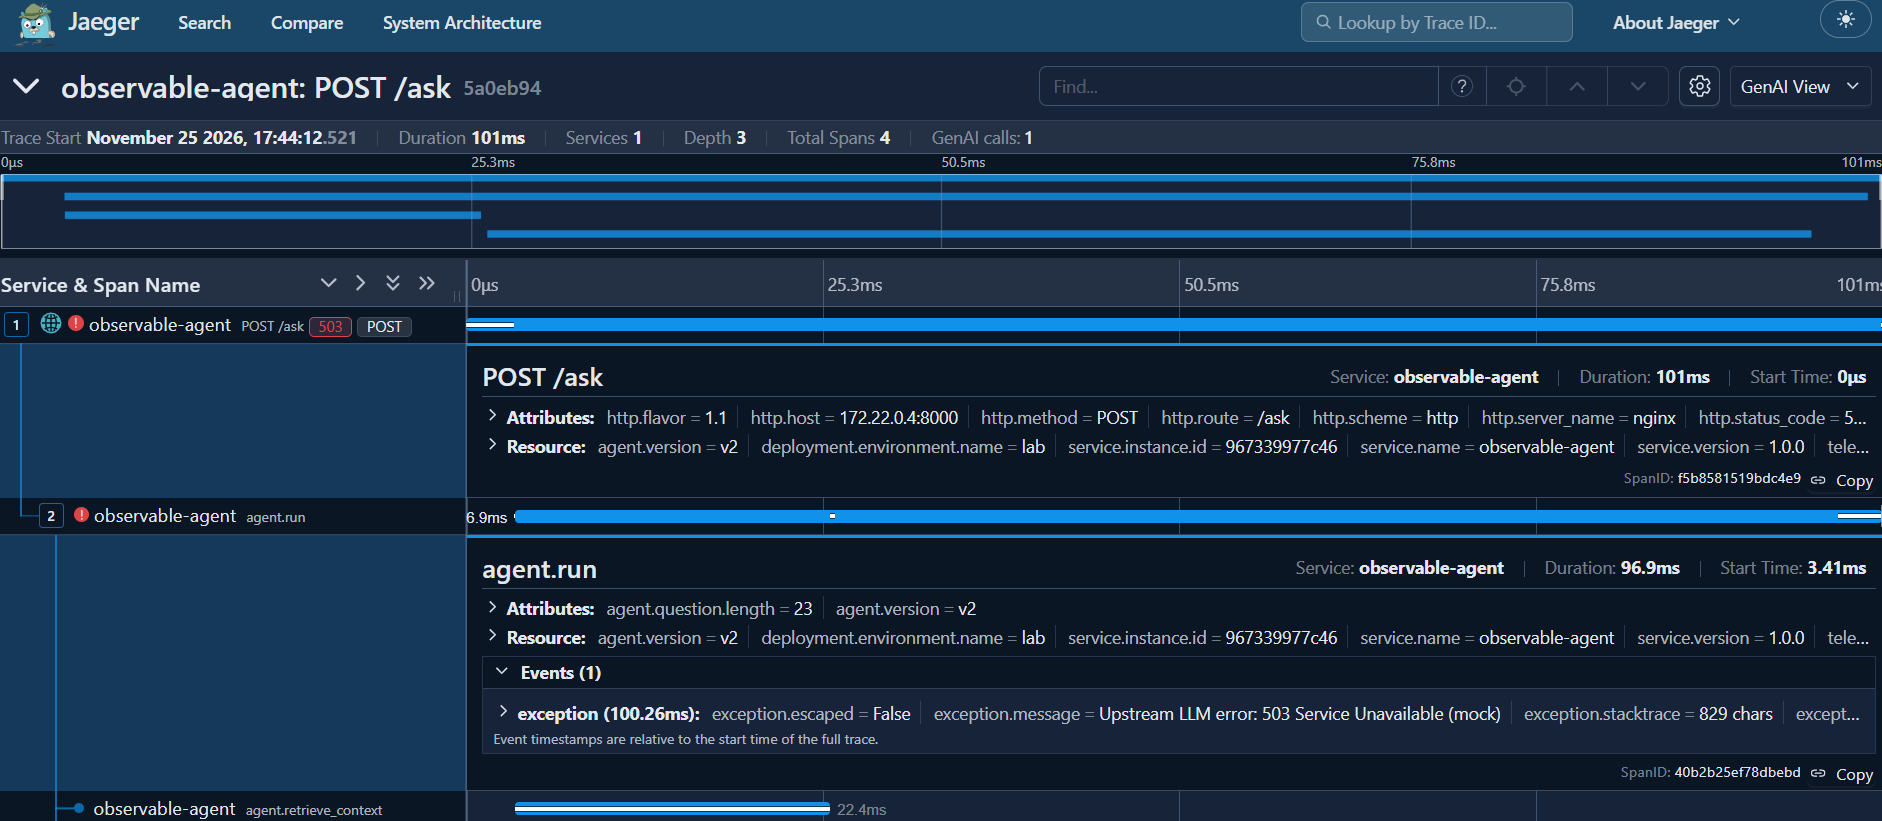 Jaeger Search Compare System Architecture Lookup by Trace ID... About Jaeger
observable-agent: POST /ask 5a0eb94 Find... ? GenAI View
Trace Start November 25 2026, 17:44:12.521 Duration 101ms Services 1 Depth 3 Total Spans 4 GenAI calls: 1
0μs 25.3ms 50.5ms 75.8ms 101ms
Service & Span Name 0μs 25.3ms 50.5ms 75.8ms 101ms
1 observable-agent POST /ask 503 POST
POST /ask Service: observable-agent Duration: 101ms Start Time: 0μs
Attributes: http.flavor = 1.1 http.host = 172.22.0.4:8000 http.method = POST http.route = /ask http.scheme = http http.server_name = nginx http.status_code = 5...
Resource: agent.version = v2 deployment.environment.name = lab service.instance.id = 967339977c46 service.name = observable-agent service.version = 1.0.0 tele...
SpanID: f5b8581519bdc4e9 Copy
2 observable-agent agent.run 6.9ms
agent.run Service: observable-agent Duration: 96.9ms Start Time: 3.41ms
Attributes: agent.question.length = 23 agent.version = v2
Resource: agent.version = v2 deployment.environment.name = lab service.instance.id = 967339977c46 service.name = observable-agent service.version = 1.0.0 tele...
Events (1)
exception (100.26ms): exception.escaped = False exception.message = Upstream LLM error: 503 Service Unavailable (mock) exception.stacktrace = 829 chars except...
Event timestamps are relative to the start time of the full trace.
SpanID: 40b2b25ef78dbebd Copy
observable-agent agent.retrieve_context 22.4ms